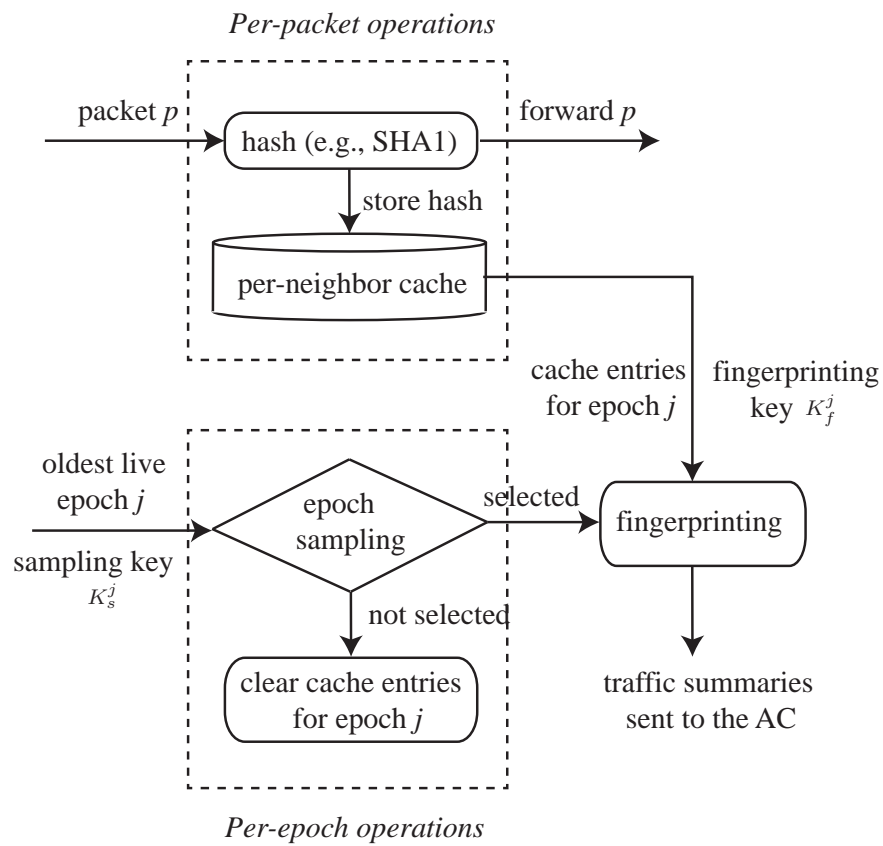 Per-packet operations
packet p
forward p
hash (e.g., SHA1)
store hash
per-neighbor cache
cache entries
for epoch j
fingerprinting
key K_f^j
oldest live
epoch j
sampling key
K_s^j
epoch
sampling
selected
fingerprinting
not selected
clear cache entries
for epoch j
traffic summaries
sent to the AC
Per-epoch operations